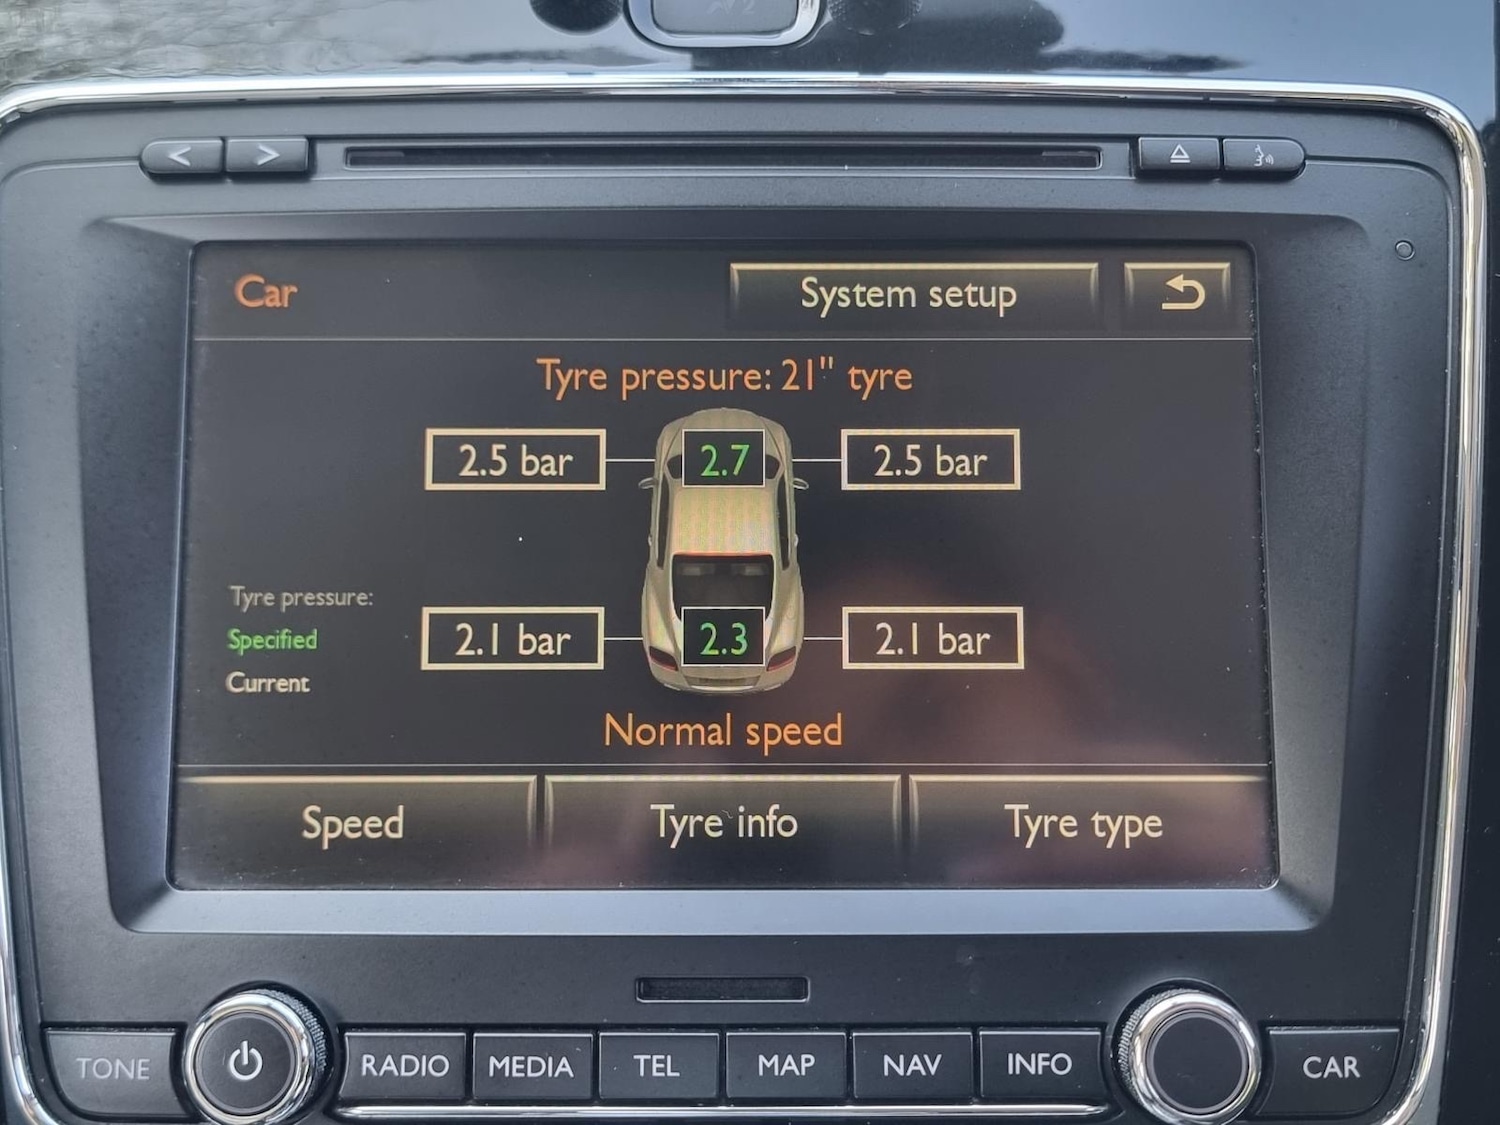 Car
System setup
Tyre pressure: 21" tyre
2.5 bar 2.7 2.5 bar
Tyre pressure:
Specified
Current
2.1 bar 2.3 2.1 bar
Normal speed
Speed Tyre info Tyre type
TONE RADIO MEDIA TEL MAP NAV INFO CAR